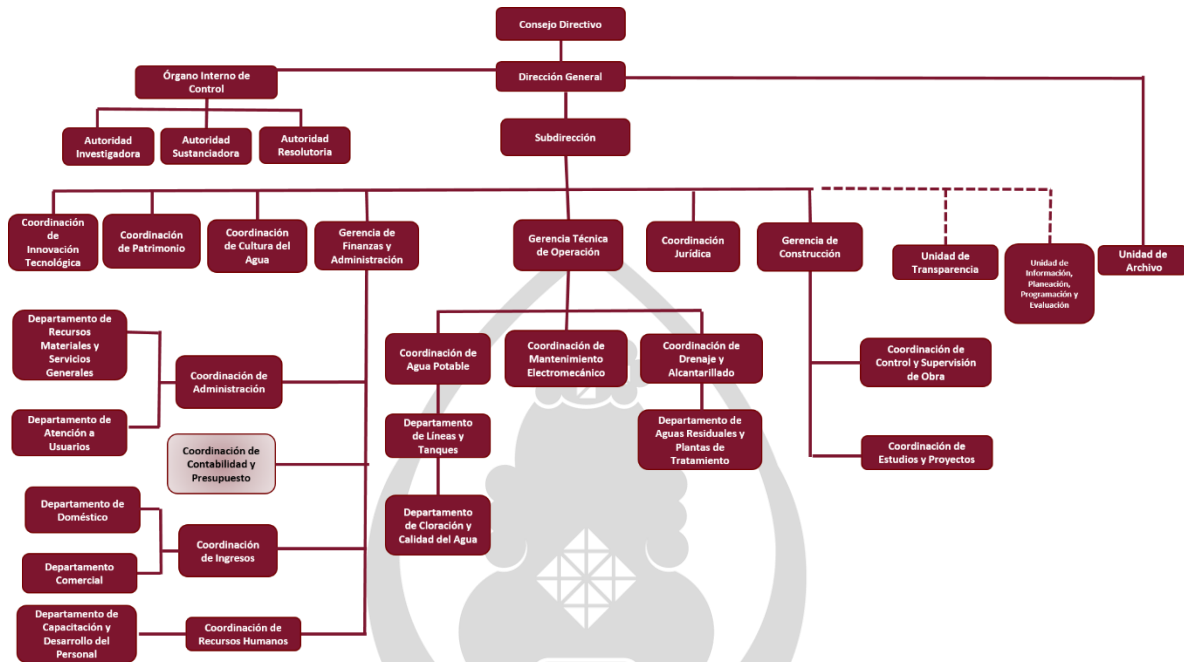 Consejo Directivo
Órgano Interno de
Control
Dirección General
Autoridad
Investigadora
Autoridad
Sustanciadora
Autoridad
Resolutoria
Subdirección
Coordinación
de
Innovación
Tecnológica
Coordinación
de Patrimonio
Coordinación
de Cultura del
Agua
Gerencia de
Finanzas y
Administración
Gerencia Técnica
de Operación
Coordinación
Jurídica
Gerencia de
Construcción
Unidad de
Transparencia
Unidad de
Información,
Planeación,
Programación y
Evaluación
Unidad de
Archivo
Departamento de
Recursos
Materiales y
Servicios
Generales
Coordinación de
Administración
Departamento de
Atención a
Usuarios
Coordinación de
Contabilidad y
Presupuesto
Departamento de
Doméstico
Coordinación
de Ingresos
Departamento
Comercial
Departamento de
Capacitación y
Desarrollo del
Personal
Coordinación de
Recursos Humanos
Coordinación de
Agua Potable
Coordinación de
Mantenimiento
Electromecánico
Coordinación de
Drenaje y
Alcantarillado
Departamento
de Líneas y
Tanques
Departamento de
Aguas Residuales y
Plantas de
Tratamiento
Departamento
de Cloración y
Calidad del Agua
Coordinación de
Control y Supervisión
de Obra
Coordinación de
Estudios y Proyectos